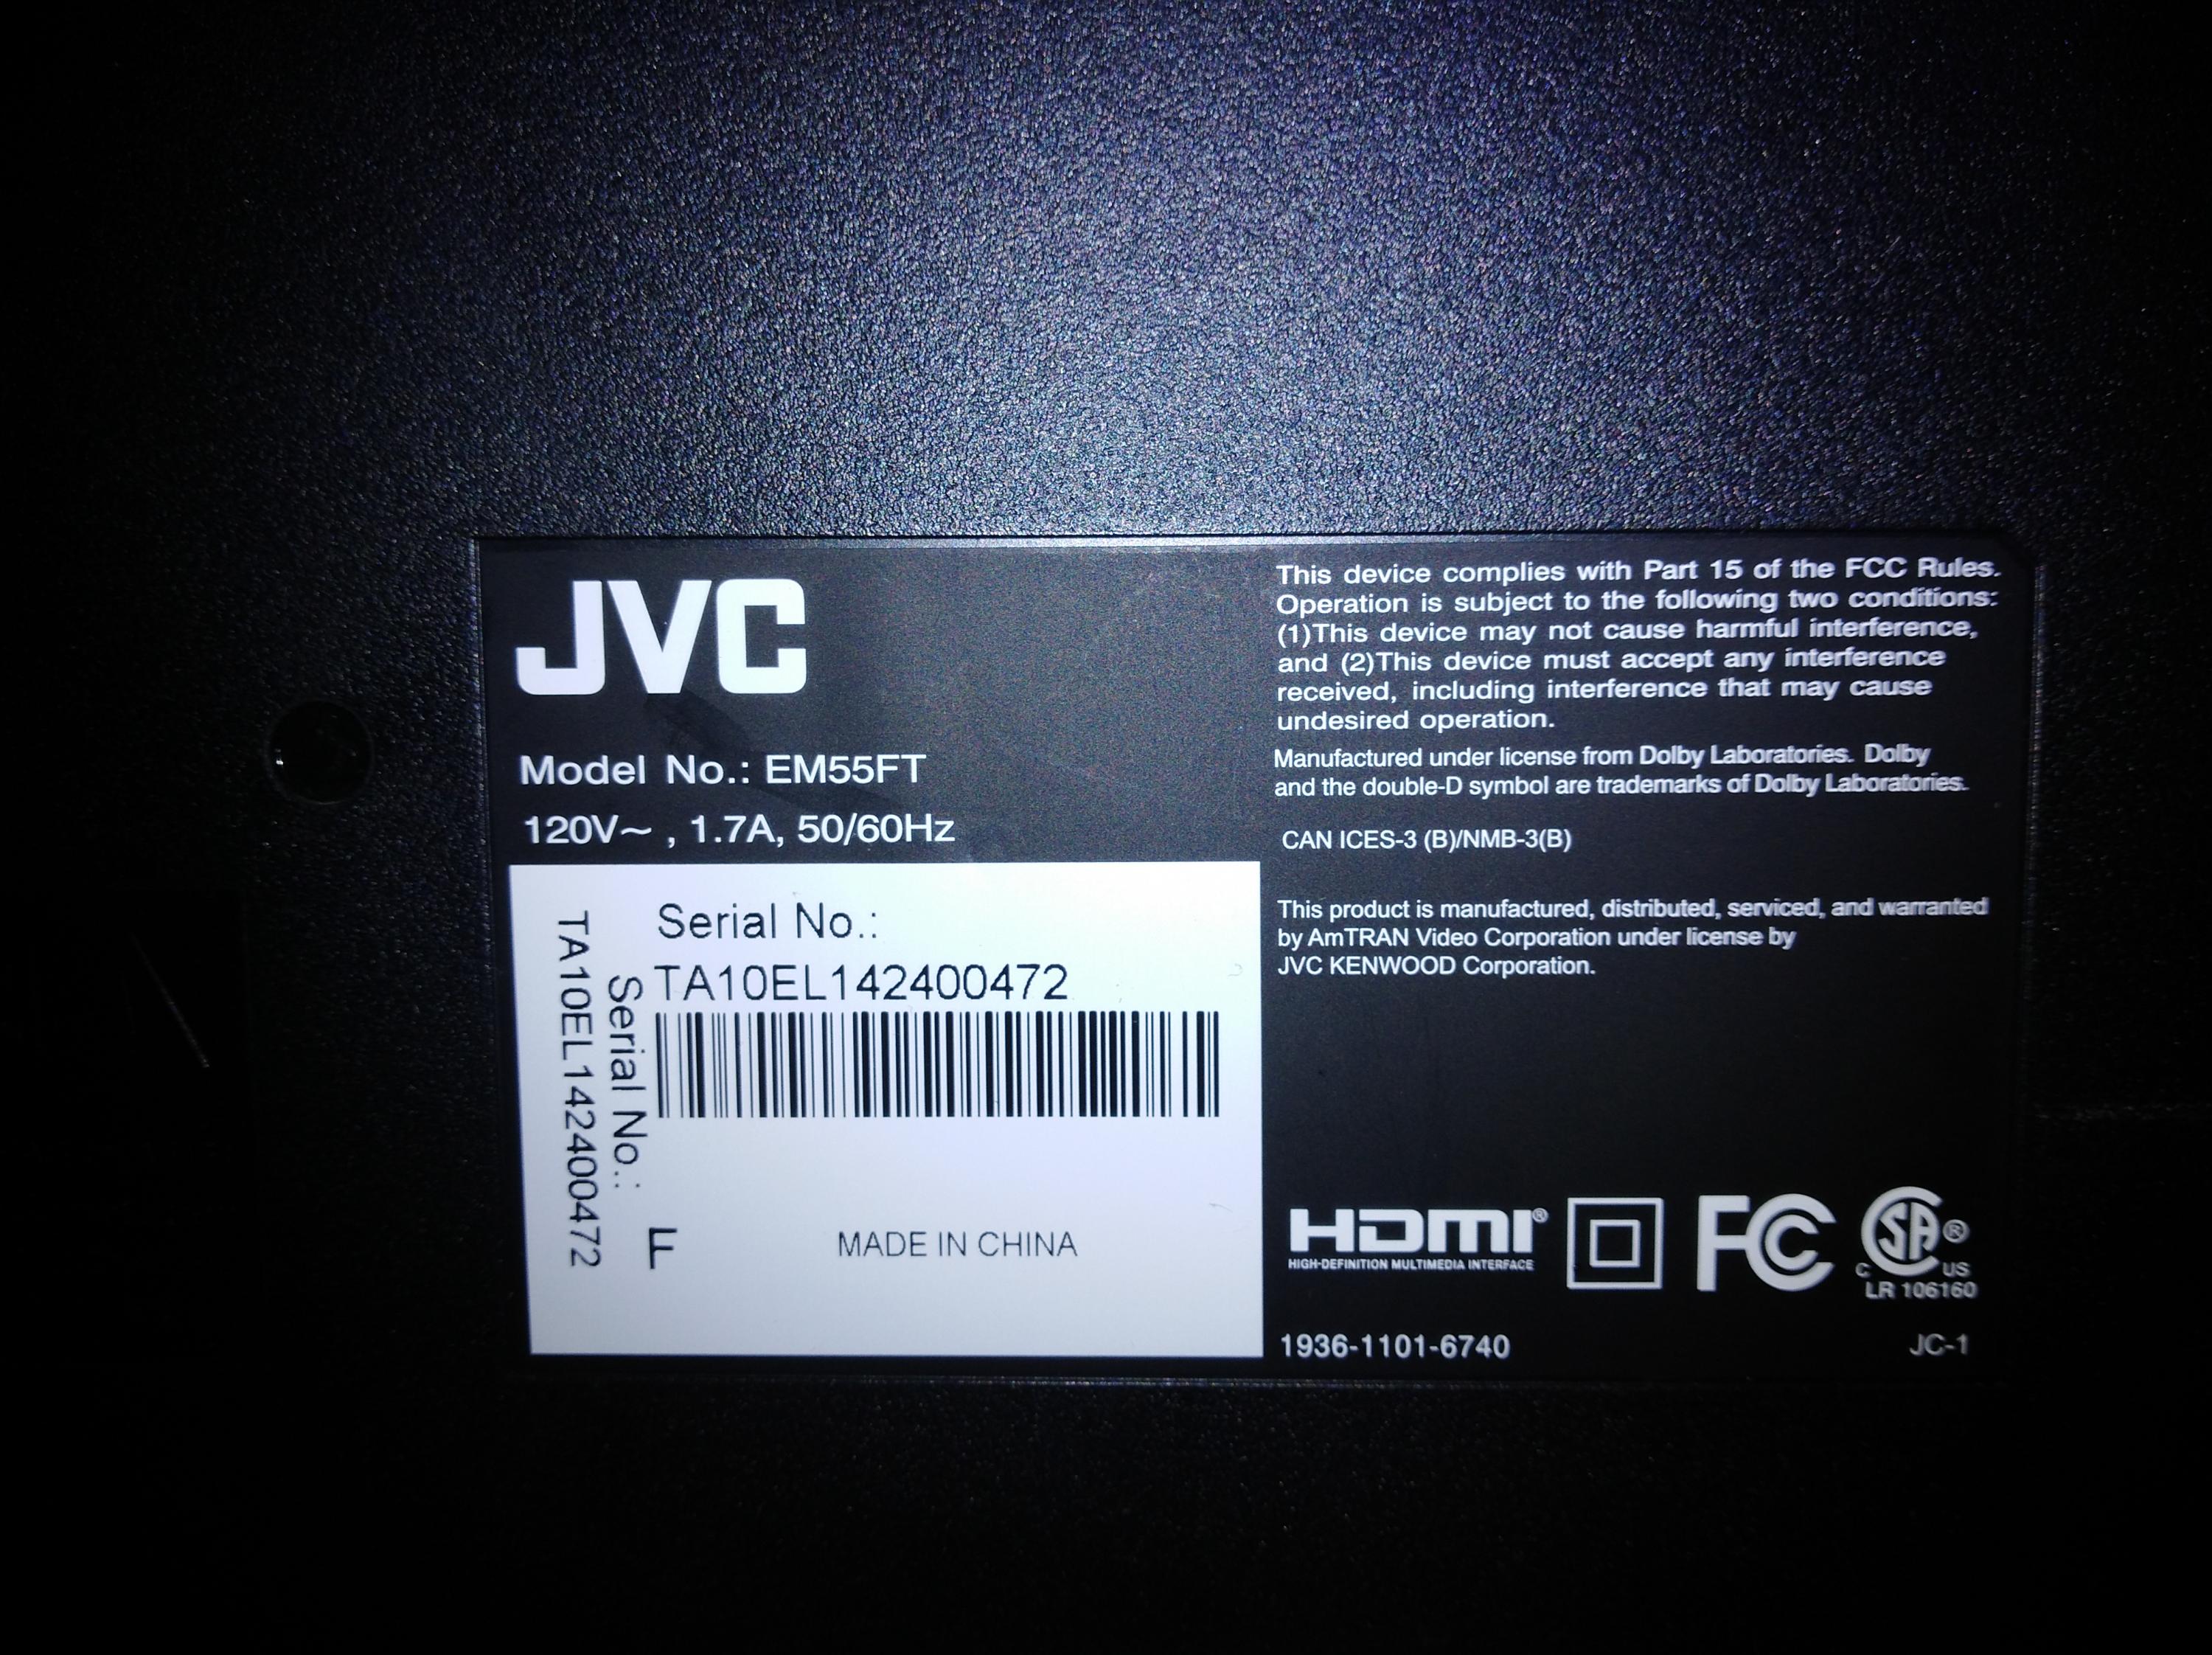 JVC
Model No.: EM55FT
120V~ , 1.7A, 50/60Hz
Serial No.:
TA10EL142400472
Serial No.:
TA10EL142400472
F
MADE IN CHINA
This device complies with Part 15 of the FCC Rules.
Operation is subject to the following two conditions:
(1)This device may not cause harmful interference,
and (2)This device must accept any interference
received, including interference that may cause
undesired operation.
Manufactured under license from Dolby Laboratories. Dolby
and the double-D symbol are trademarks of Dolby Laboratories.
CAN ICES-3 (B)/NMB-3(B)
This product is manufactured, distributed, serviced, and warranted
by AmTRAN Video Corporation under license by
JVC KENWOOD Corporation.
HDMI®
HIGH-DEFINITION MULTIMEDIA INTERFACE
FC
SA®
C US
LR 106160
1936-1101-6740
JC-1